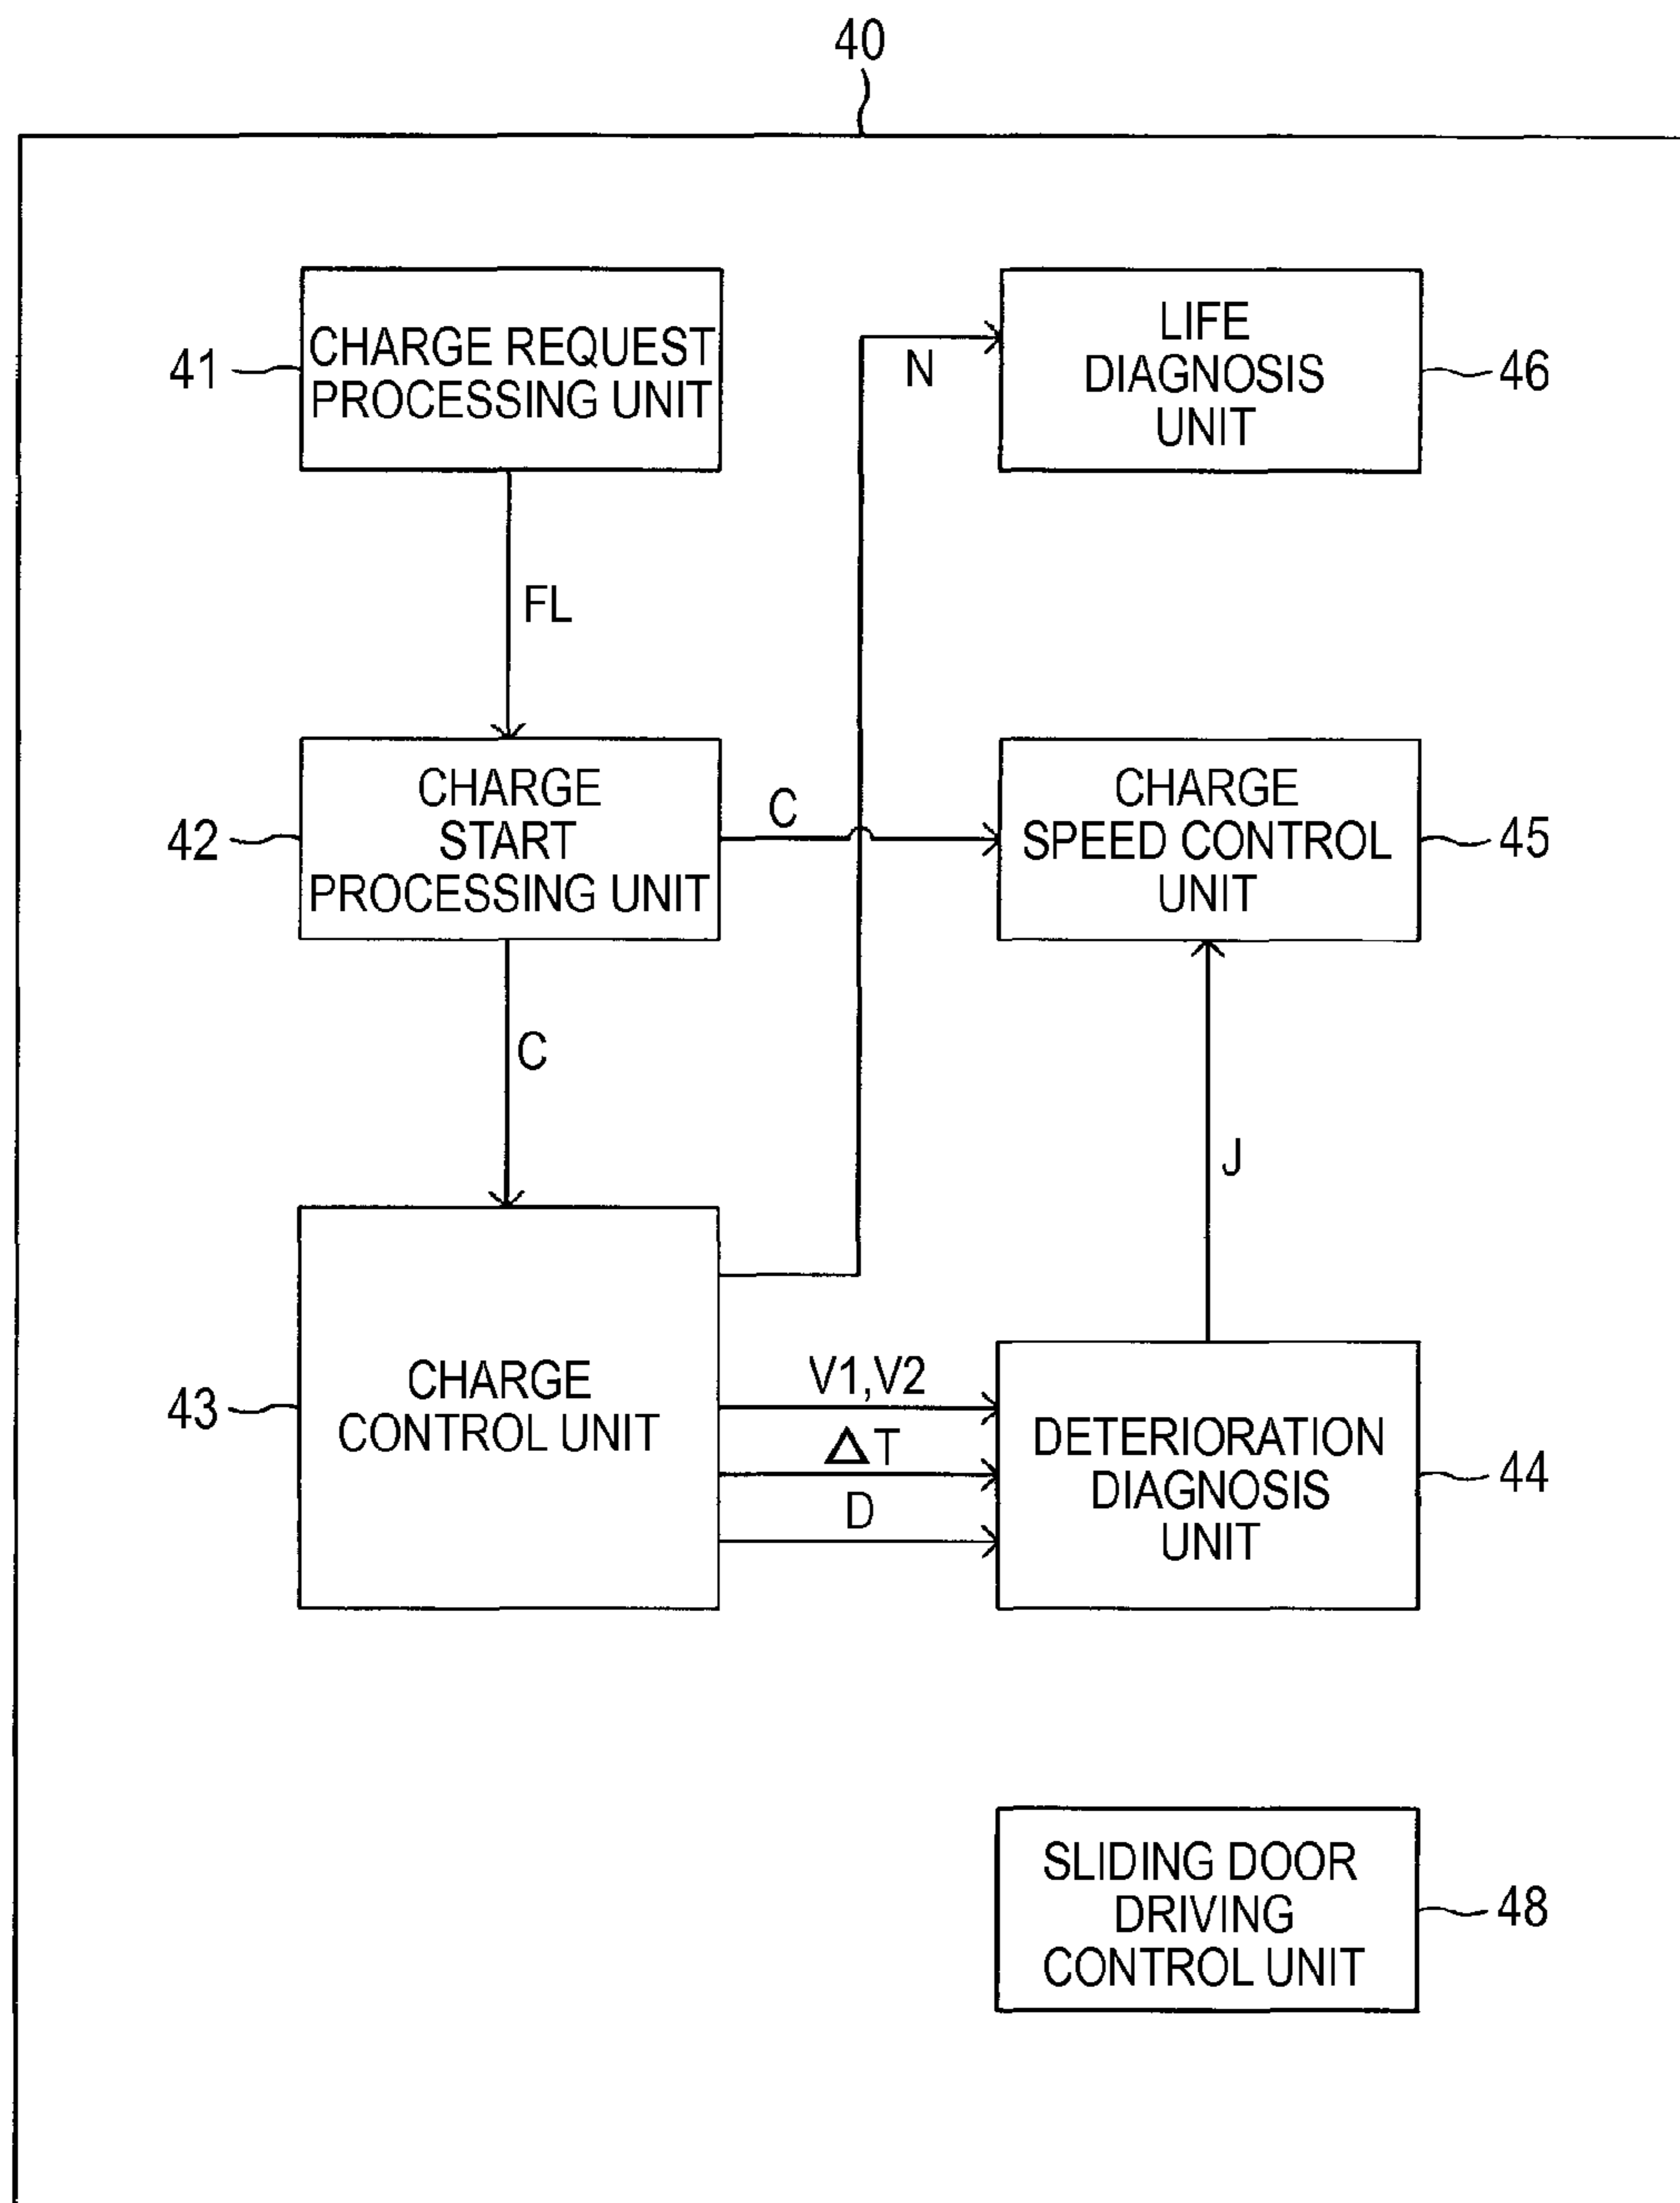 40
41
CHARGE REQUEST
PROCESSING UNIT
N
LIFE
DIAGNOSIS
UNIT
46
FL
42
CHARGE
START
PROCESSING UNIT
C
CHARGE
SPEED CONTROL
UNIT
45
C
J
43
CHARGE
CONTROL UNIT
V1,V2
ΔT
D
DETERIORATION
DIAGNOSIS
UNIT
44
SLIDING DOOR
DRIVING
CONTROL UNIT
48